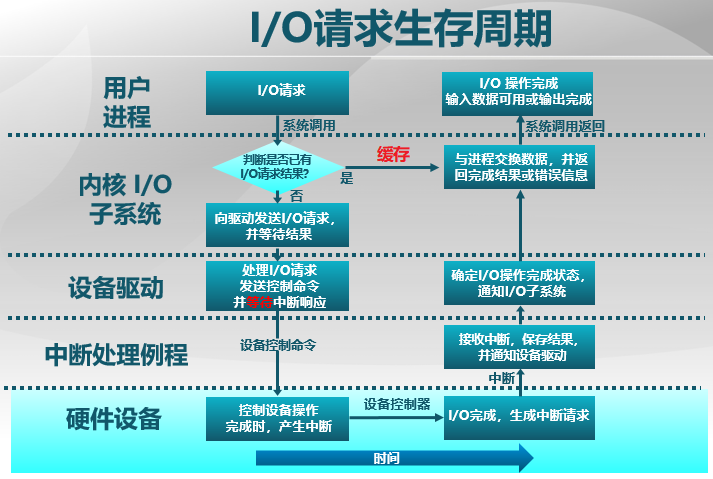 I/O请求生存周期
用户
进程
I/O请求
I/O 操作完成
输入数据可用或输出完成
系统调用
系统调用返回
内核 I/O
子系统
判断是否已有
I/O请求结果?
缓存
是
否
与进程交换数据，并返
回完成结果或错误信息
向驱动发送I/O请求，
并等待结果
设备驱动
处理I/O请求
发送控制命令
并中断响应
确定I/O操作完成状态，
通知I/O子系统
中断处理例程
设备控制命令
接收中断，保存结果，
并通知设备驱动
中断
硬件设备
控制设备操作
完成时，产生中断
设备控制器
I/O完成，生成中断请求
时间